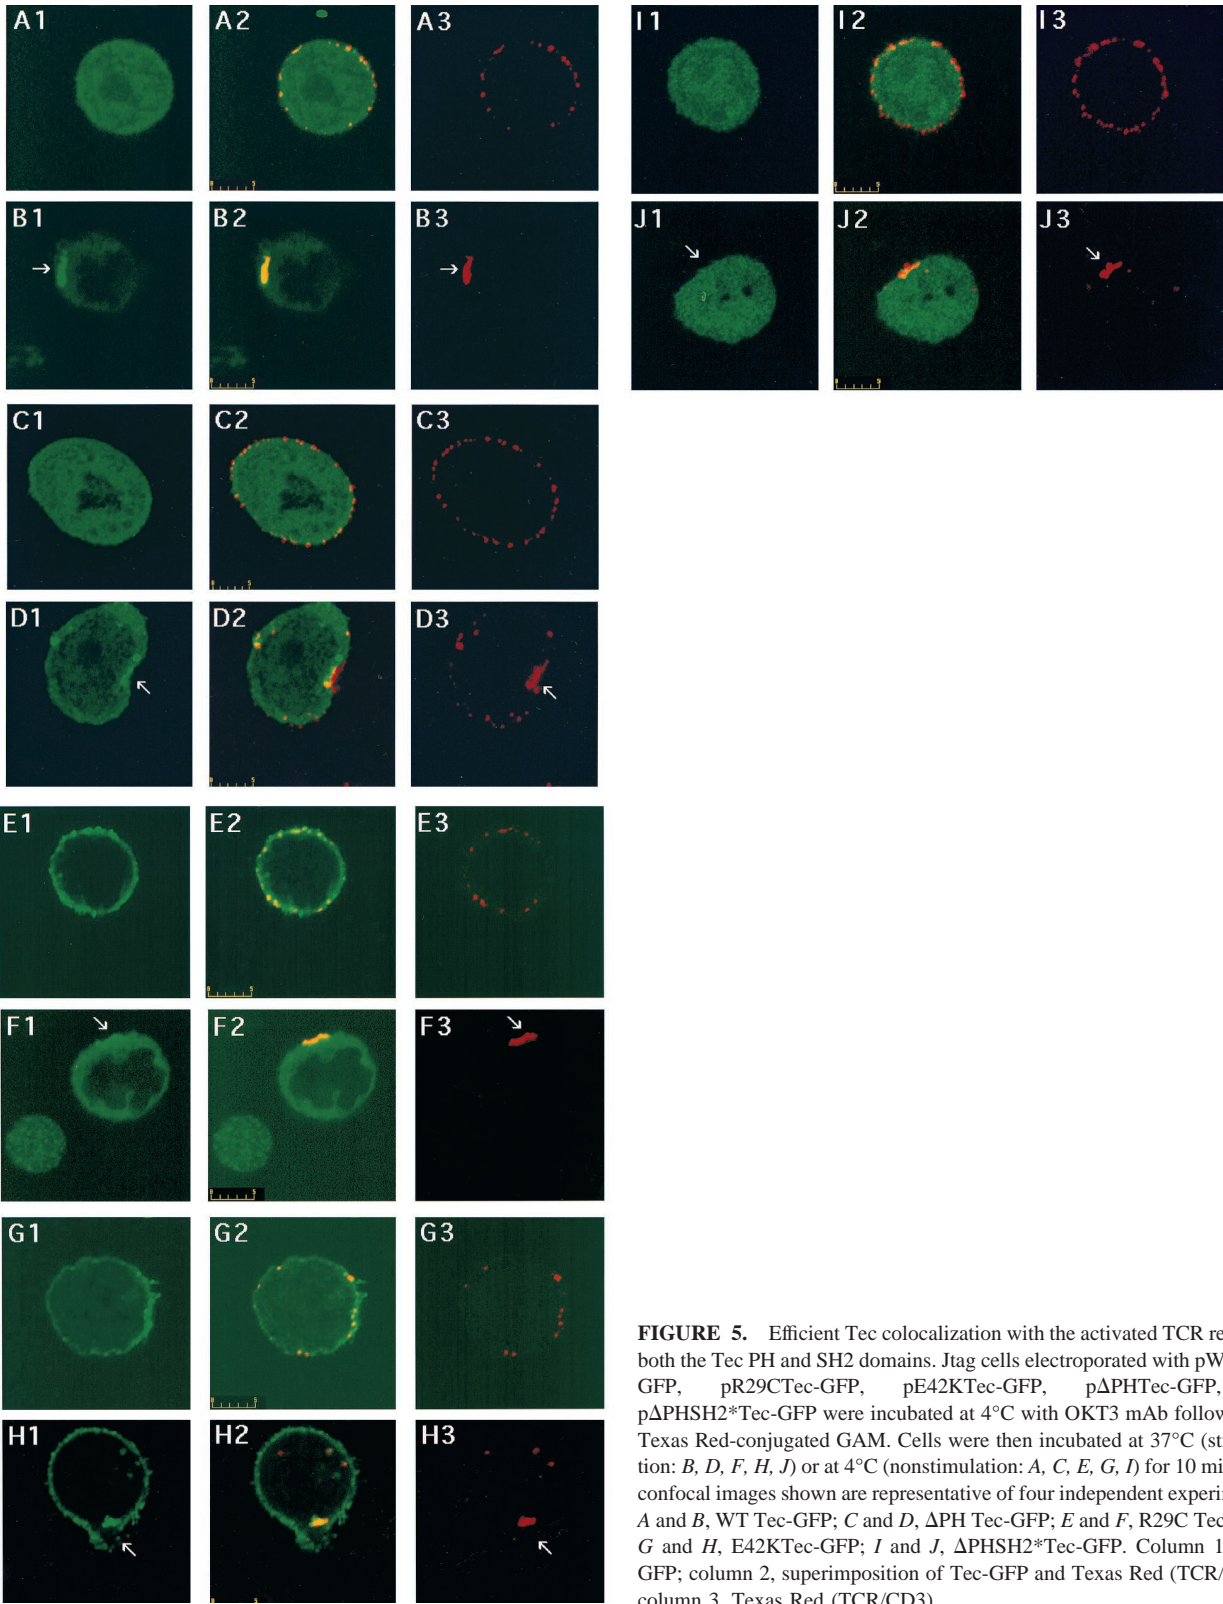 A1 A2 A3 I1 I2 I3
B1 B2 B3 J1 J2 J3
C1 C2 C3
D1 D2 D3
E1 E2 E3
F1 F2 F3
G1 G2 G3
H1 H2 H3
FIGURE 5. Efficient Tec colocalization with the activated TCR re
both the Tec PH and SH2 domains. Jtag cells electroporated with pW
GFP, pR29CTec-GFP, pE42KTec-GFP, pΔPHTec-GFP,
pΔPHSH2*Tec-GFP were incubated at 4°C with OKT3 mAb follow
Texas Red-conjugated GAM. Cells were then incubated at 37°C (st
tion: B, D, F, H, J) or at 4°C (nonstimulation: A, C, E, G, I) for 10 mi
confocal images shown are representative of four independent experi
A and B, WT Tec-GFP; C and D, ΔPH Tec-GFP; E and F, R29C Tec
G and H, E42KTec-GFP; I and J, ΔPHSH2*Tec-GFP. Column 1
GFP; column 2, superimposition of Tec-GFP and Texas Red (TCR/
column 3, Texas Red (TCR/CD3)